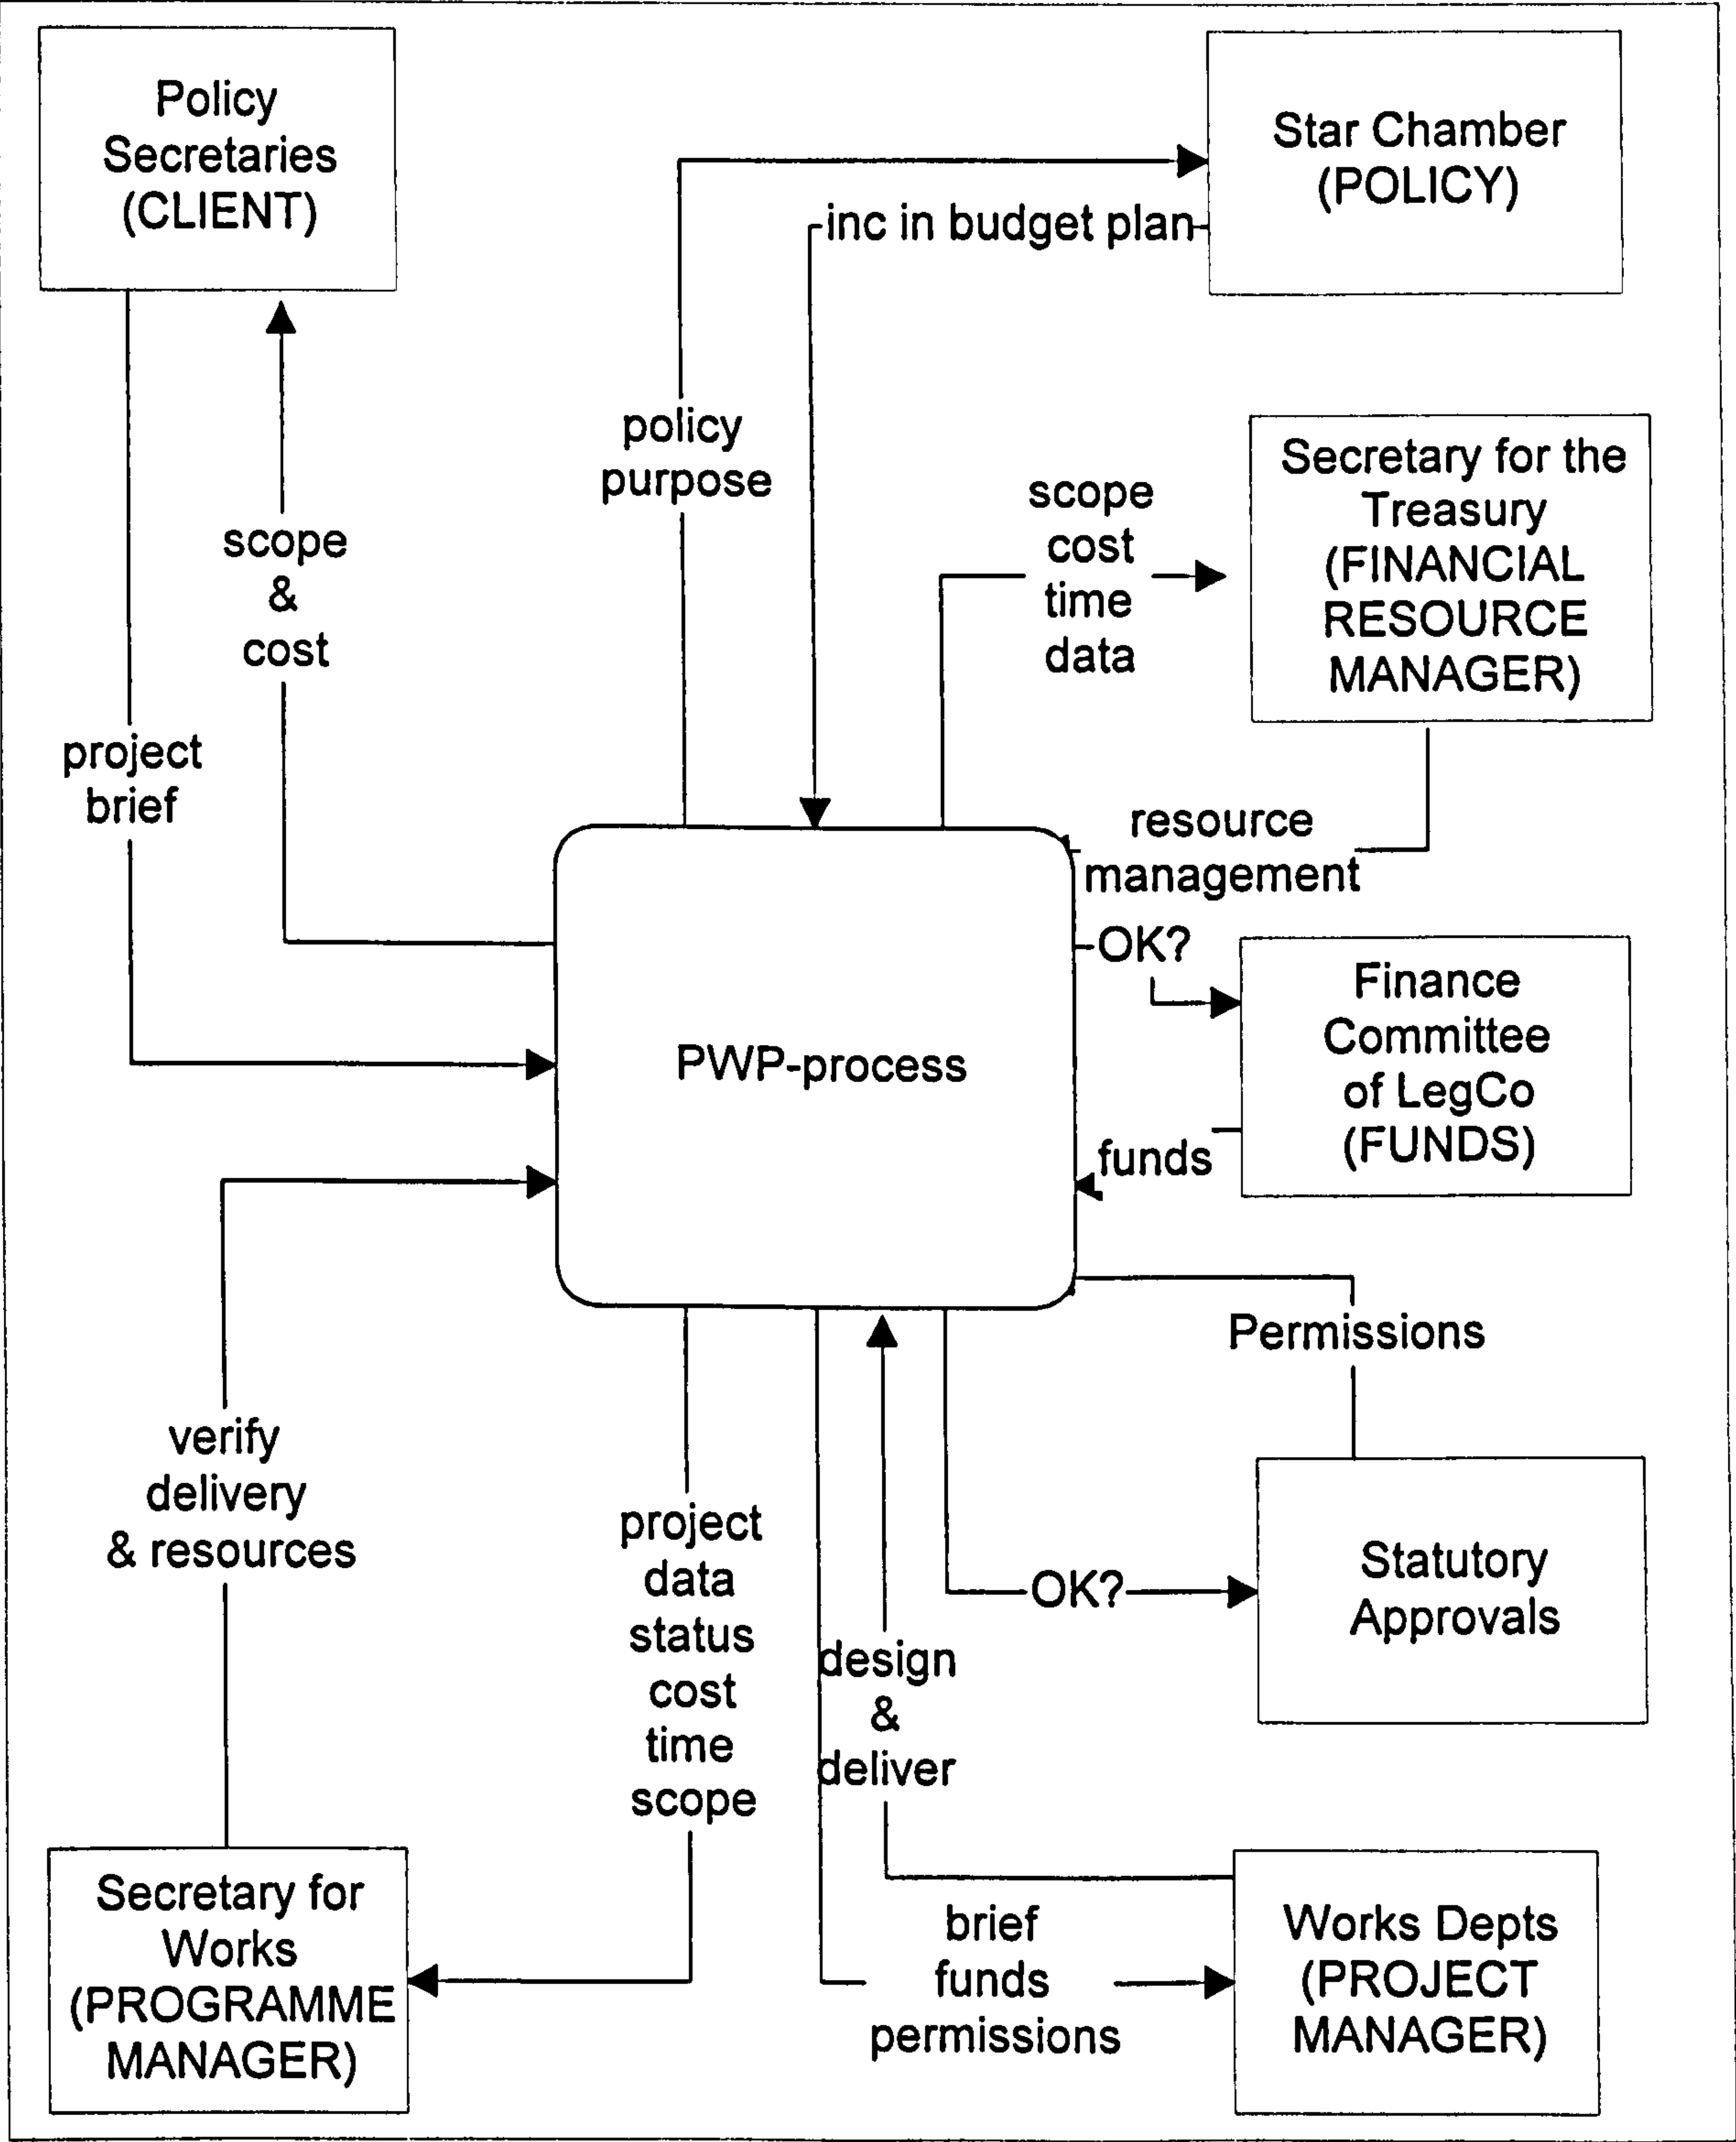 Policy
Secretaries
(CLIENT)
Star Chamber
(POLICY)
inc in budget plan
policy
purpose
Secretary for the
Treasury
(FINANCIAL
RESOURCE
MANAGER)
scope
cost
time
data
scope
&
cost
project
brief
resource
management
OK?
Finance
Committee
of LegCo
(FUNDS)
PWP-process
funds
Permissions
verify
delivery
& resources
project
data
status
cost
time
scope
design
&
deliver
OK?
Statutory
Approvals
Secretary for
Works
(PROGRAMME
MANAGER)
brief
funds
permissions
Works Depts
(PROJECT
MANAGER)